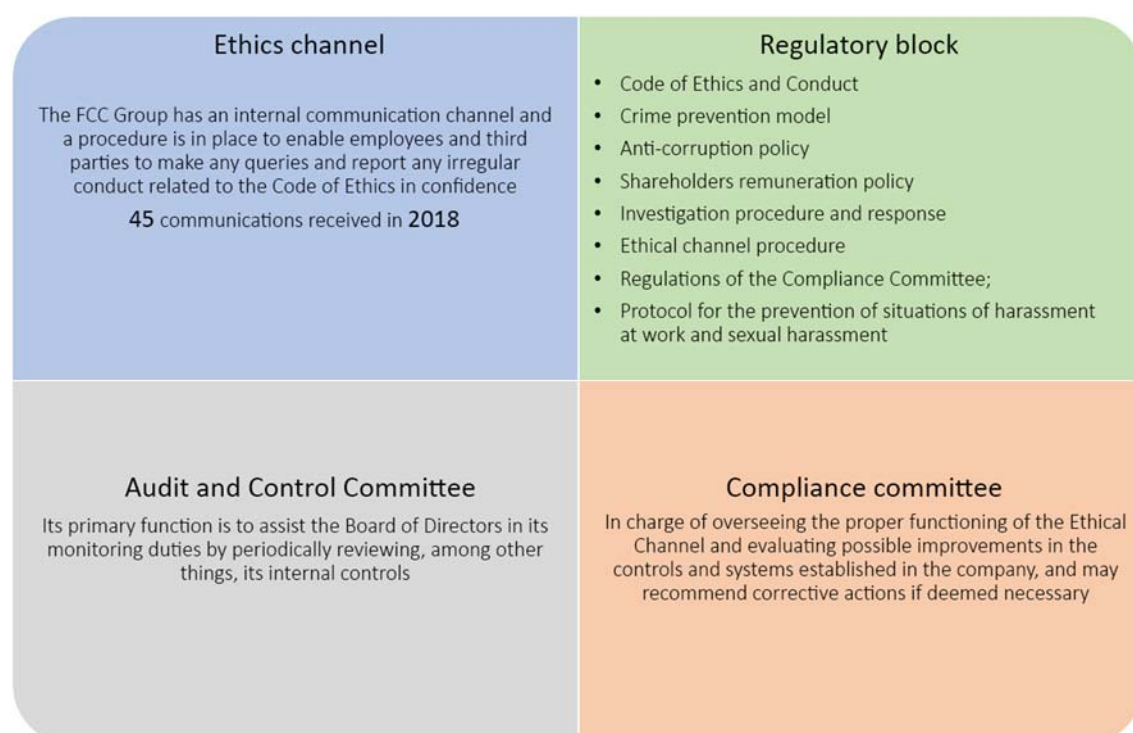 Ethics channel
The FCC Group has an internal communication channel and
a procedure is in place to enable employees and third
parties to make any queries and report any irregular
conduct related to the Code of Ethics in confidence
45 communications received in 2018
Regulatory block
• Code of Ethics and Conduct
• Crime prevention model
• Anti-corruption policy
• Shareholders remuneration policy
• Investigation procedure and response
• Ethical channel procedure
• Regulations of the Compliance Committee;
• Protocol for the prevention of situations of harassment
at work and sexual harassment
Audit and Control Committee
Its primary function is to assist the Board of Directors in its
monitoring duties by periodically reviewing, among other
things, its internal controls
Compliance committee
In charge of overseeing the proper functioning of the Ethical
Channel and evaluating possible improvements in the
controls and systems established in the company, and may
recommend corrective actions if deemed necessary